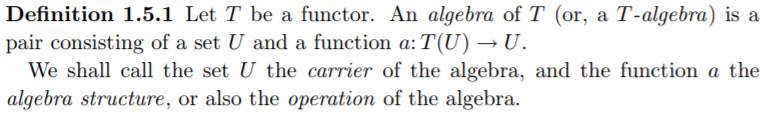 Definition 1.5.1 Let T be a functor. An algebra of T (or, a T-algebra) is a
pair consisting of a set U and a function a: T(U) → U.
We shall call the set U the carrier of the algebra, and the function a the
algebra structure, or also the operation of the algebra.